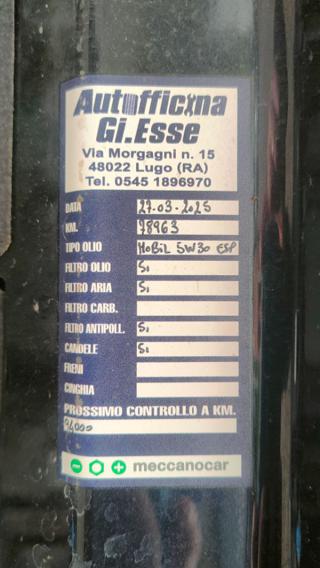 Autofficina
Gi.Esse
Via Morgagni n. 15
48022 Lugo (RA)
Tel. 0545 1896970
DATA 27-03-2025
KM. 78963
TIPO OLIO MOBIL 5W30 ESP
FILTRO OLIO Si
FILTRO ARIA Si
FILTRO CARB.
FILTRO ANTIPOLL. Si
CANDELE Si
FRENI
CINGHIA
PROSSIMO CONTROLLO A KM.
meccanocar